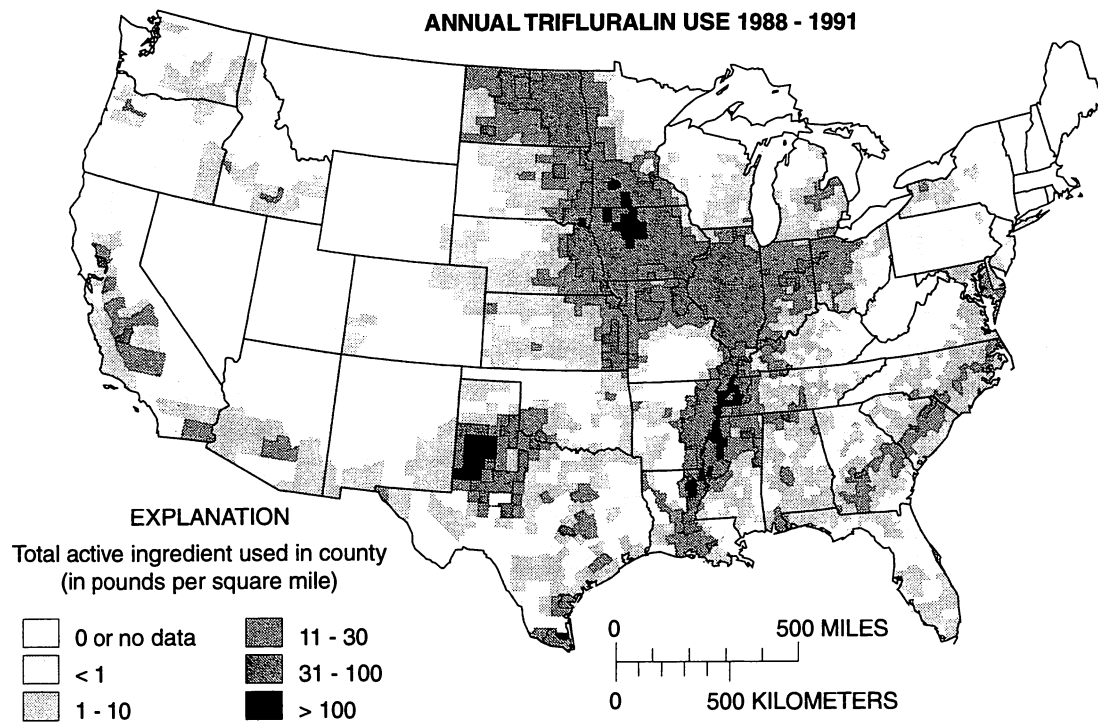 ANNUAL TRIFLURALIN USE 1988 - 1991
EXPLANATION
Total active ingredient used in county
(in pounds per square mile)
0 or no data
< 1
1 - 10
11 - 30
31 - 100
> 100
0 500 MILES
0 500 KILOMETERS